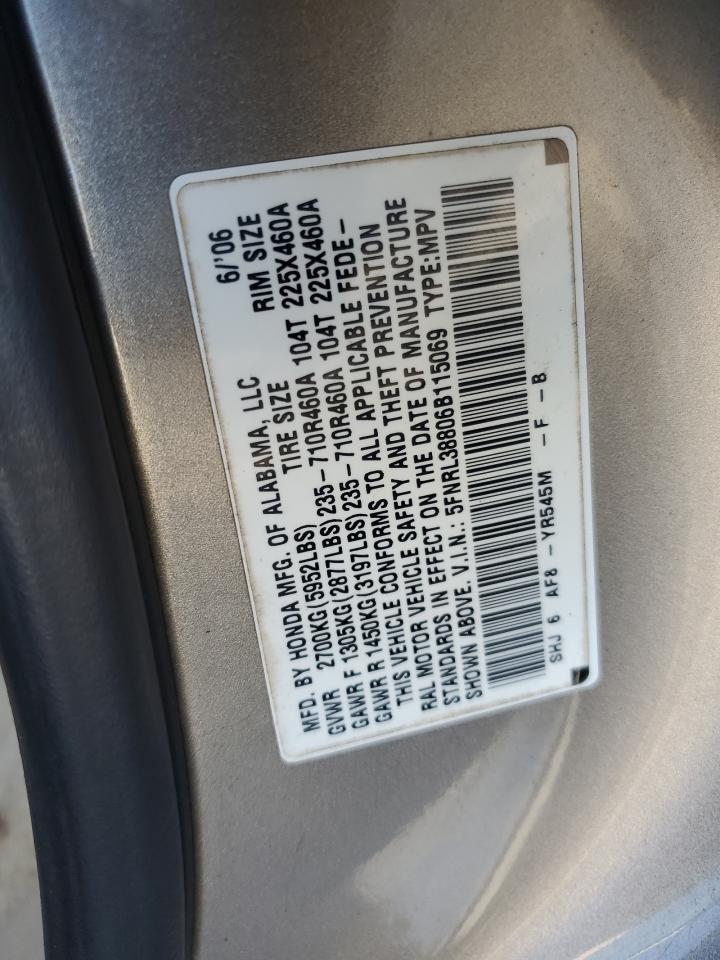 MFD. BY HONDA MFG. OF ALABAMA, LLC 6/'06
GVWR 2700KG(5952LBS) TIRE SIZE RIM SIZE
GAWR F 1305KG(2877LBS)235-710R460A 104T 225X460A
GAWR R 1450KG(3197LBS)235-710R460A 104T 225X460A
THIS VEHICLE CONFORMS TO ALL APPLICABLE FEDE-
RAL MOTOR VEHICLE SAFETY AND THEFT PREVENTION
STANDARDS IN EFFECT ON THE DATE OF MANUFACTURE
SHOWN ABOVE. V.I.N.: 5FNRL38806B115069 TYPE:MPV
SHJ 6 AF8 - YR545M - F - B